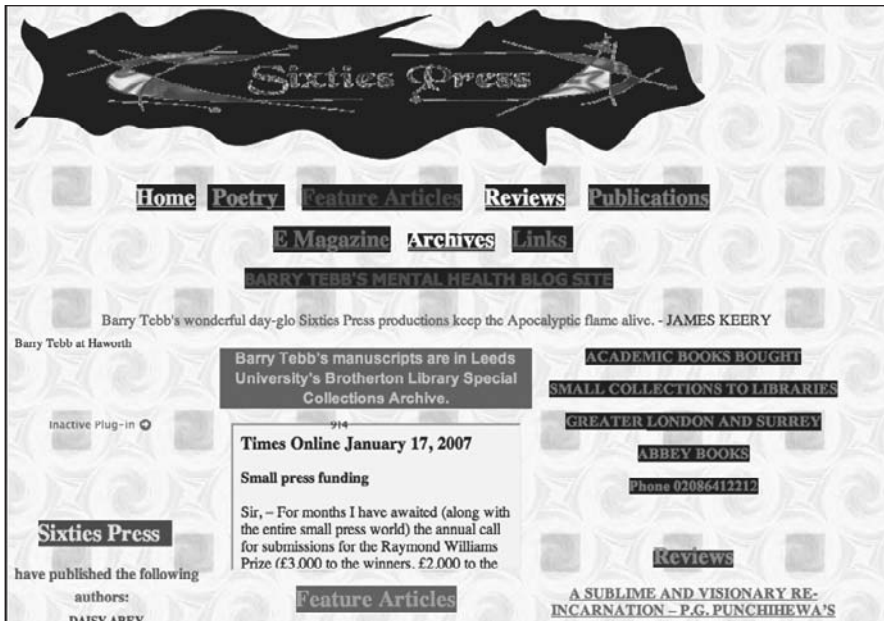 Sixties Press
Home Poetry Feature Articles Reviews Publications
E Magazine Archives Links
BARRY TEBB'S MENTAL HEALTH BLOG SITE
Barry Tebb's wonderful day-glo Sixties Press productions keep the Apocalyptic flame alive. - JAMES KEERY
Barry Tebb at Haworth
Inactive Plug-in
Sixties Press
have published the following
authors:
DAISY ABEY
Barry Tebb's manuscripts are in Leeds
University's Brotherton Library Special
Collections Archive.
914
Times Online January 17, 2007
Small press funding
Sir, – For months I have awaited (along with
the entire small press world) the annual call
for submissions for the Raymond Williams
Prize (£3,000 to the winners, £2,000 to the
Feature Articles
ACADEMIC BOOKS BOUGHT
SMALL COLLECTIONS TO LIBRARIES
GREATER LONDON AND SURREY
ABBEY BOOKS
Phone 02086412212
Reviews
A SUBLIME AND VISIONARY RE-
INCARNATION – P.G. PUNCHIHEWA'S